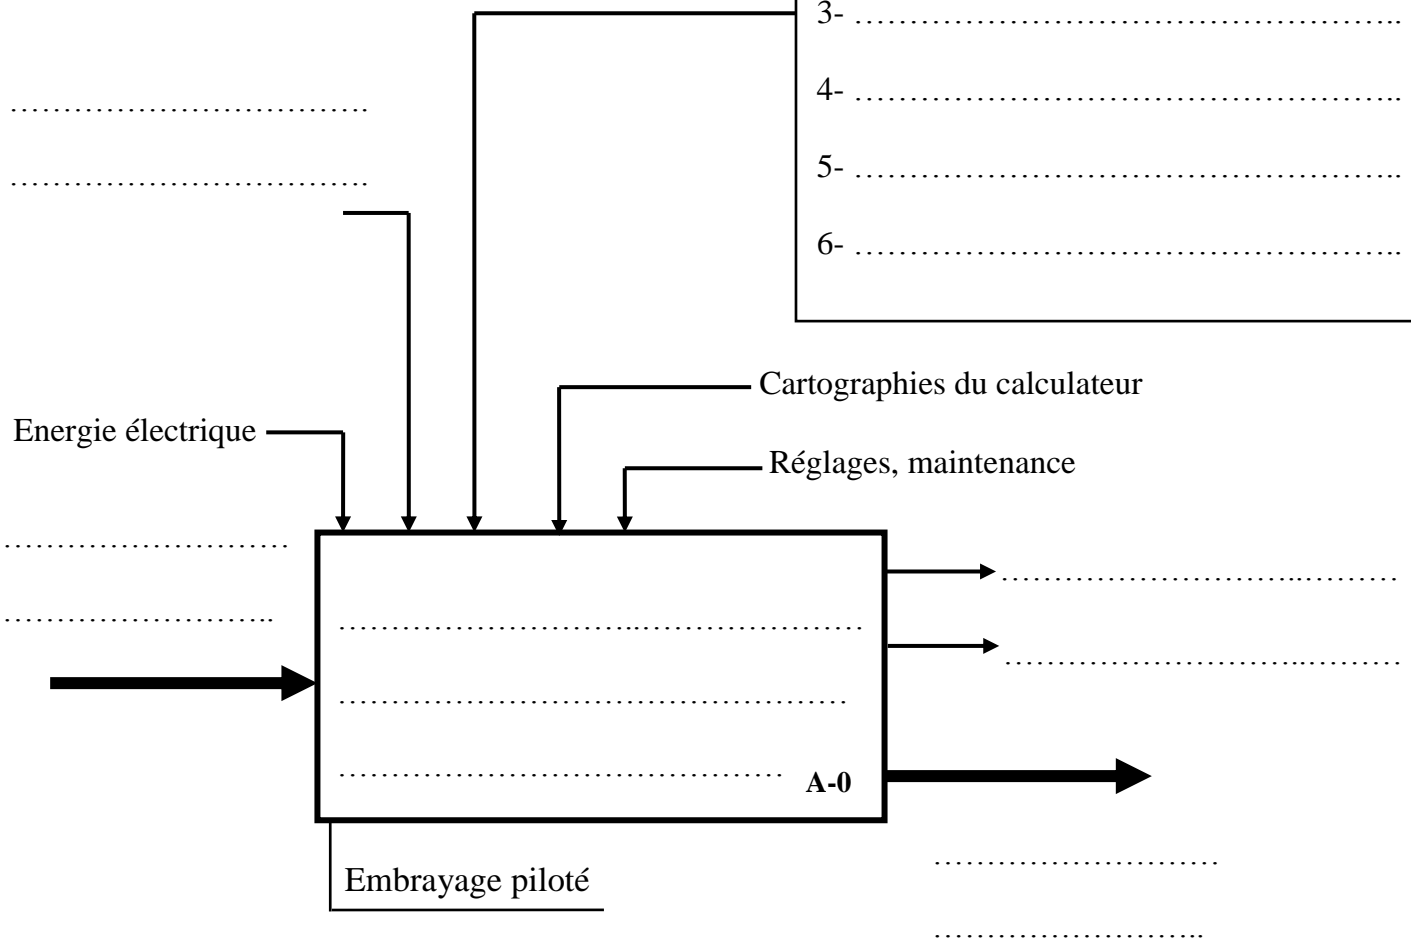 3- ……………………………………………..
……………………………
……………………………
4- ……………………………………………..
5- ……………………………………………..
6- ……………………………………………..
Cartographies du calculateur
Energie électrique
Réglages, maintenance
………………………
……………………..
………………………..………
………………………..………
………………………..…………………
…………………………………………
…………………………………… A-0
Embrayage piloté
………………………
……………………..